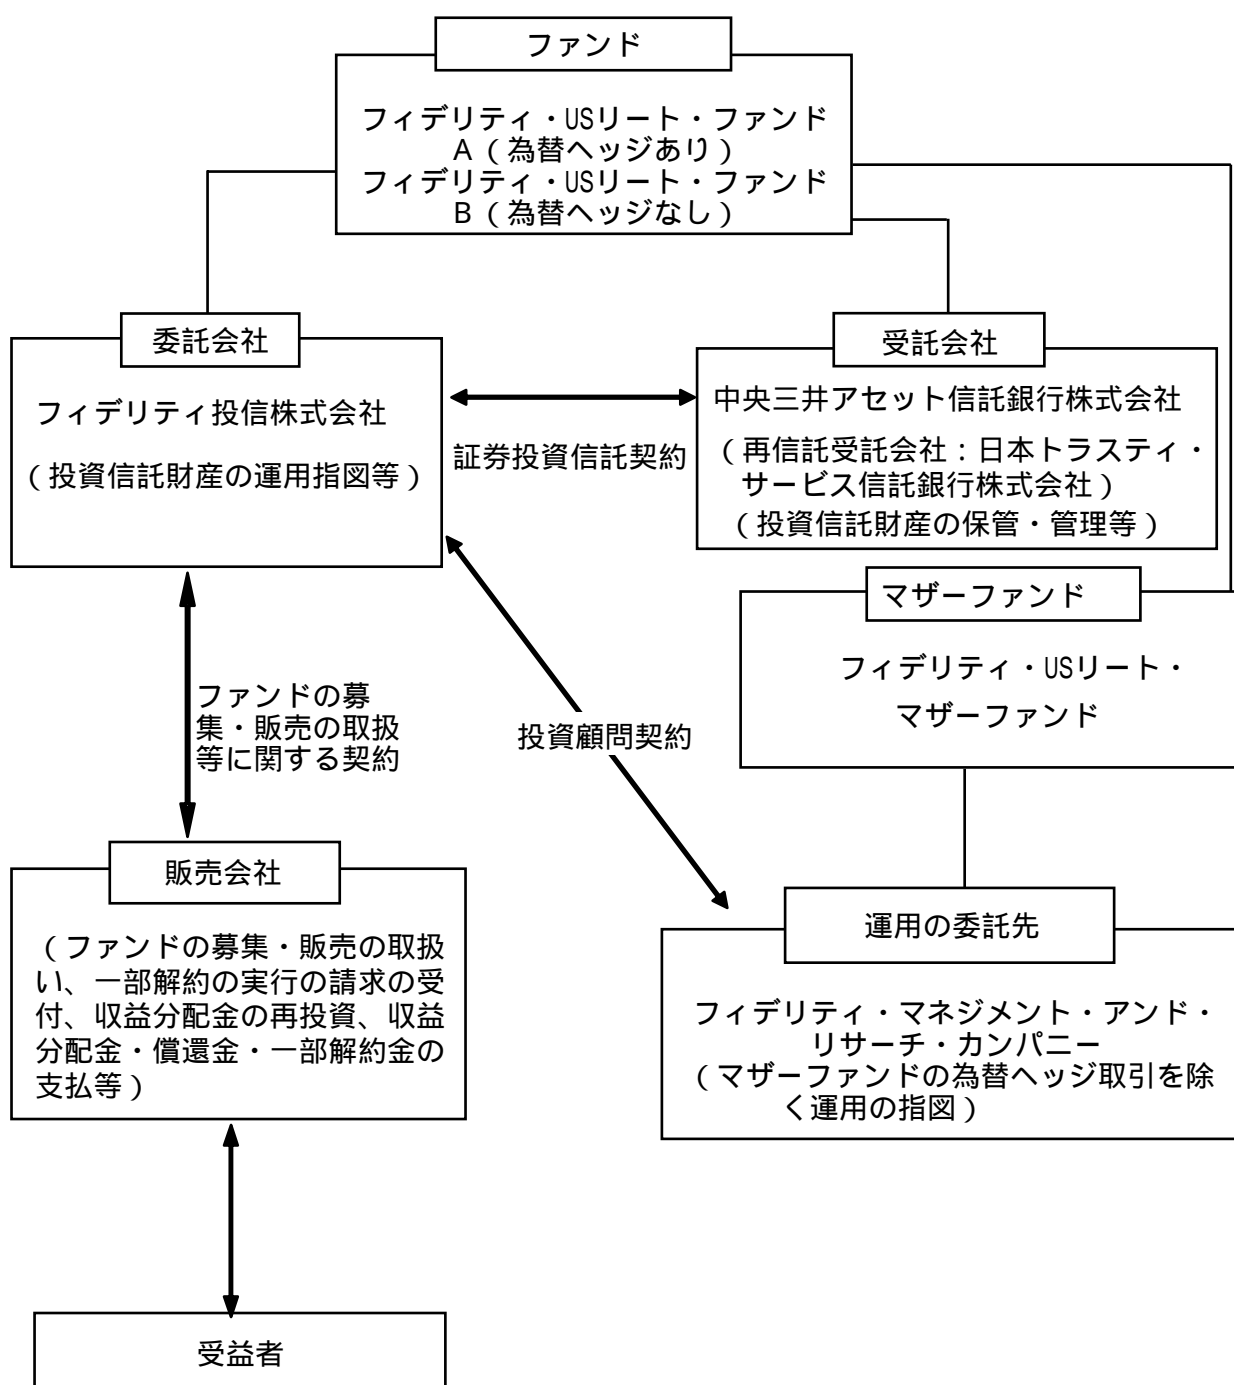 ファンド
フィデリティ・USリート・ファンド
A（為替ヘッジあり）
フィデリティ・USリート・ファンド
B（為替ヘッジなし）
委託会社
フィデリティ投信株式会社
（投資信託財産の運用指図等）
証券投資信託契約
受託会社
中央三井アセット信託銀行株式会社
（再信託受託会社：日本トラスティ・
サービス信託銀行株式会社）
（投資信託財産の保管・管理等）
マザーファンド
フィデリティ・USリート・
マザーファンド
ファンドの募
集・販売の取扱
等に関する契約
投資顧問契約
販売会社
（ファンドの募集・販売の取扱
い、一部解約の実行の請求の受
付、収益分配金の再投資、収益
分配金・償還金・一部解約金の
支払等）
運用の委託先
フィデリティ・マネジメント・アンド・
リサーチ・カンパニー
（マザーファンドの為替ヘッジ取引を除
く運用の指図）
受益者